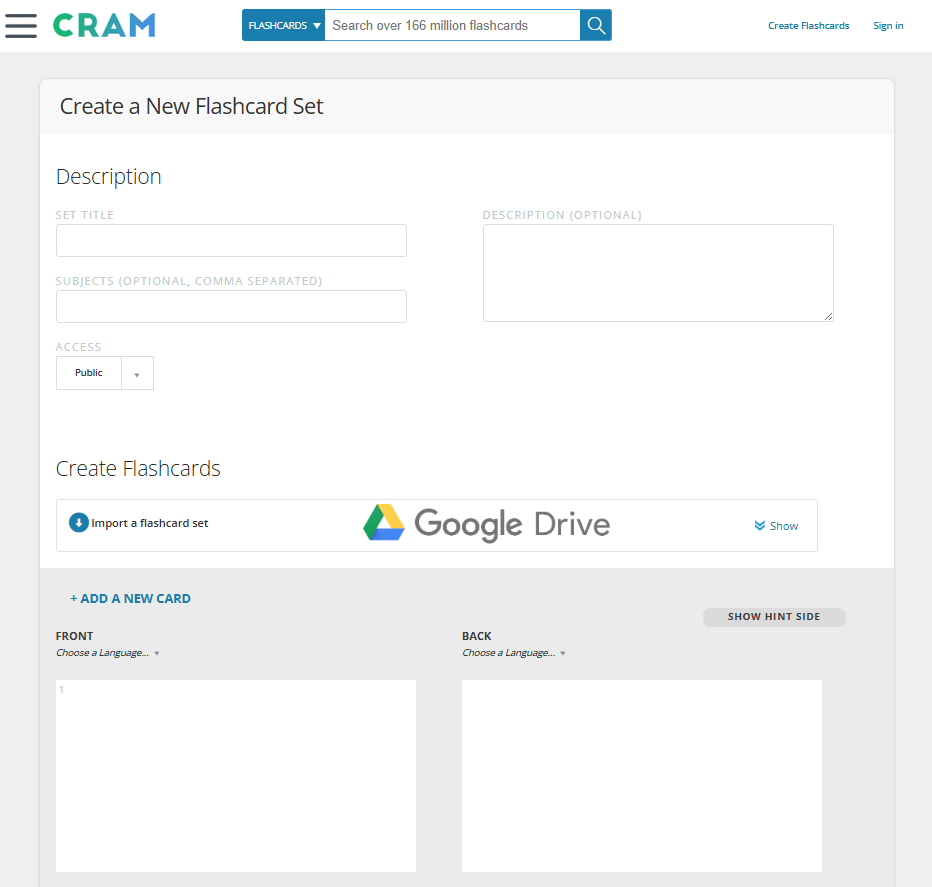 CRAM
FLASHCARDS ▼ Search over 166 million flashcards
Create Flashcards Sign in
Create a New Flashcard Set
Description
SET TITLE
DESCRIPTION (OPTIONAL)
SUBJECTS (OPTIONAL, COMMA SEPARATED)
ACCESS
Public
Create Flashcards
Import a flashcard set
Google Drive
Show
+ ADD A NEW CARD
SHOW HINT SIDE
FRONT
Choose a Language...
BACK
Choose a Language...
1